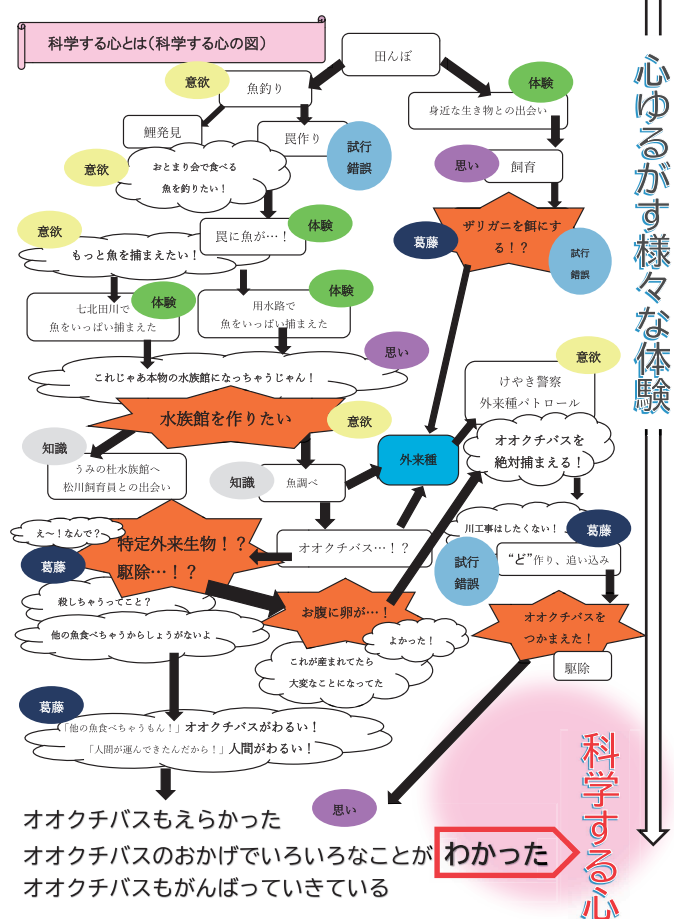 科学する心とは（科学する心の図）
田んぼ
意欲
魚釣り
体験
身近な生き物との出会い
鯉発見
罠作り
試行
錯誤
意欲
おとまり会で食べる
魚を釣りたい！
思い
飼育
罠に魚が…！
体験
葛藤
ザリガニを餌にす
る！？
試行
錯誤
意欲
もっと魚を捕まえたい！
七北田川で
魚をいっぱい捕まえた
体験
用水路で
魚をいっぱい捕まえた
体験
思い
これじゃあ本物の水族館になっちゃうじゃん！
水族館を作りたい
意欲
意欲
けやき警察
外来種パトロール
知識
うみの杜水族館へ
松川飼育員との出会い
知識
魚調べ
外来種
オオクチバスを
絶対捕まえる！
え〜！なんで？
特定外来生物！？
駆除…！？
オオクチバス…！？
川工事はしたくない！
葛藤
“ど”作り、追い込み
試行
錯誤
葛藤
殺しちゃうってこと？
他の魚食べちゃうからしょうがないよ
お腹に卵が…！
よかった！
これが産まれてたら
大変なことになってた
オオクチバスを
つかまえた！
駆除
葛藤
「他の魚食べちゃうもん！」オオクチバスがわるい！
「人間が運んできたんだから！」人間がわるい！
思い
オオクチバスもえらかった
オオクチバスのおかげでいろいろなことが わかった
オオクチバスもがんばっていきている
心ゆるがす様々な体験
科学する心